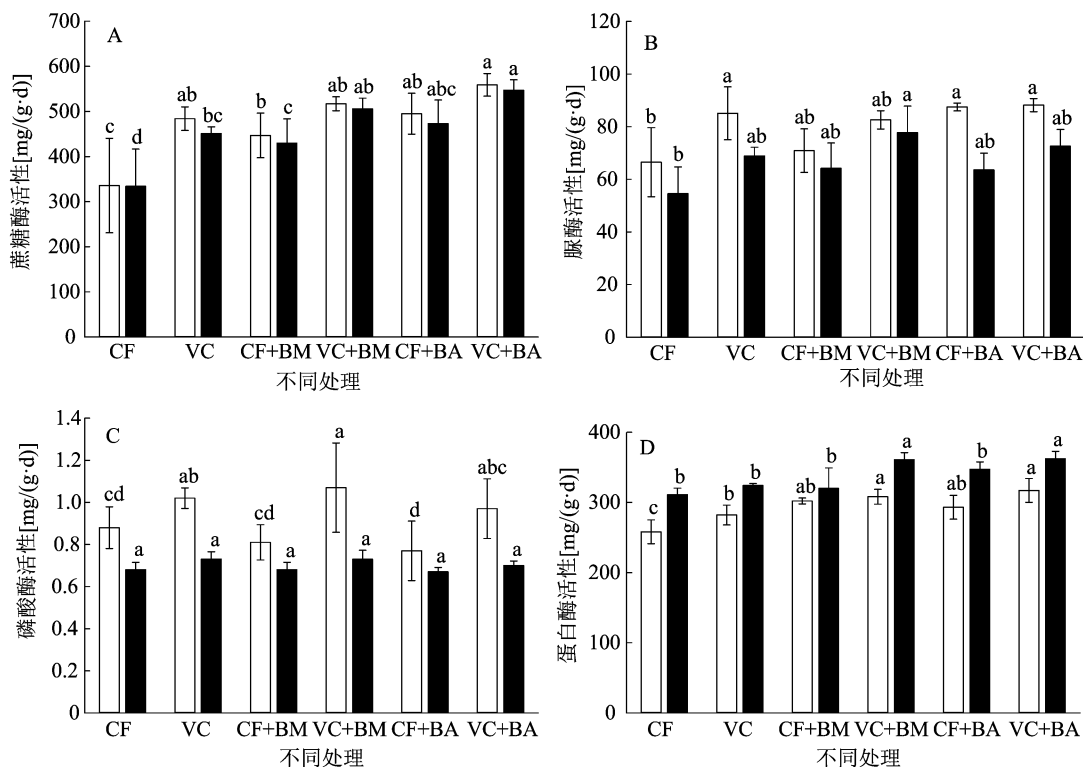 A
蔗糖酶活性[mg/(g·d)]
700
600
500
400
300
200
100
0
c
d
ab
bc
b
c
ab
ab
ab
abc
a
a
CF
VC
CF+BM
VC+BM
CF+BA
VC+BA
不同处理
B
脲酶活性[mg/(g·d)]
120
100
80
60
40
20
0
b
b
a
ab
ab
ab
ab
a
a
ab
a
ab
CF
VC
CF+BM
VC+BM
CF+BA
VC+BA
不同处理
C
磷酸酶活性[mg/(g·d)]
1.4
1.2
1.0
0.8
0.6
0.4
0.2
0
cd
a
ab
a
cd
a
a
a
d
a
abc
a
CF
VC
CF+BM
VC+BM
CF+BA
VC+BA
不同处理
D
蛋白酶活性[mg/(g·d)]
400
300
200
100
0
c
b
b
b
ab
b
a
a
ab
b
a
a
CF
VC
CF+BM
VC+BM
CF+BA
VC+BA
不同处理